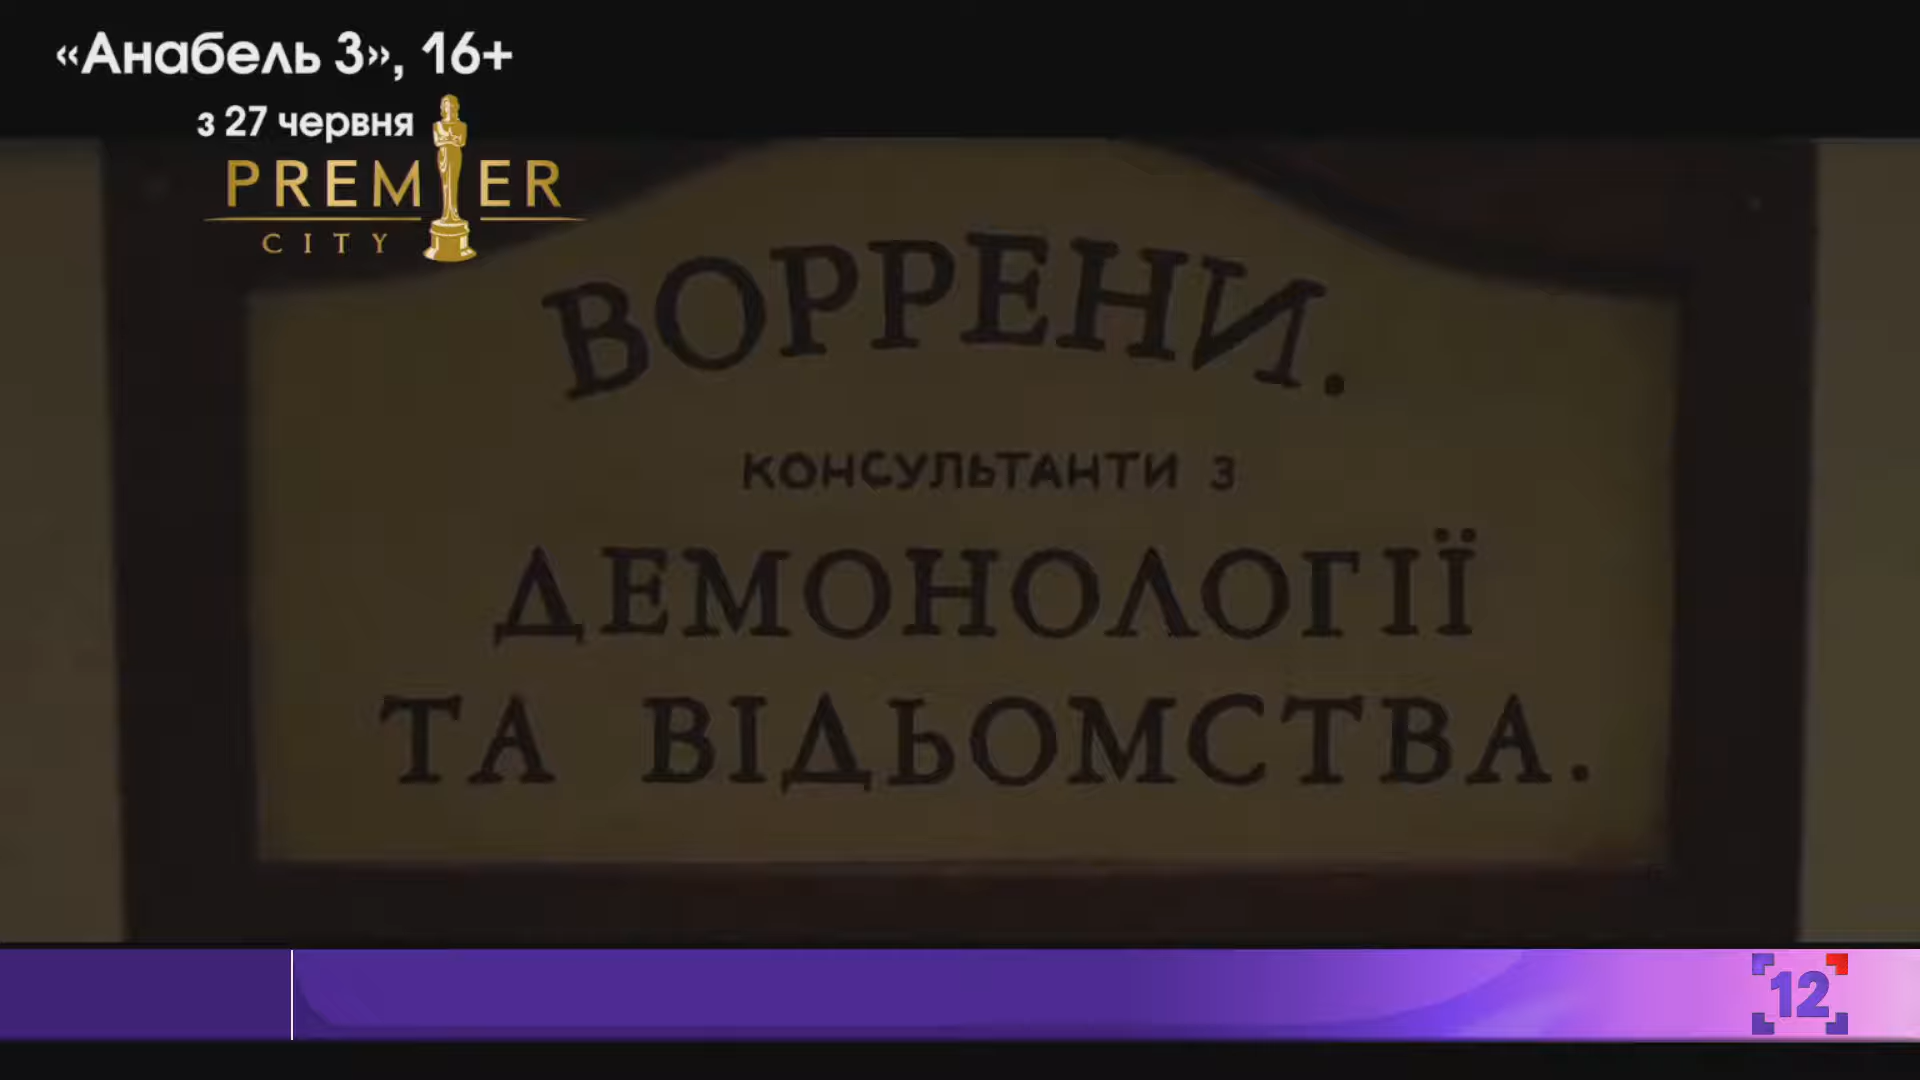 «Анабель 3», 16+
з 27 червня
PREMIER
CITY
ВОРРЕНИ.
КОНСУЛЬТАНТИ З
ДЕМОНОЛОГІЇ
ТА ВІДЬОМСТВА.
12